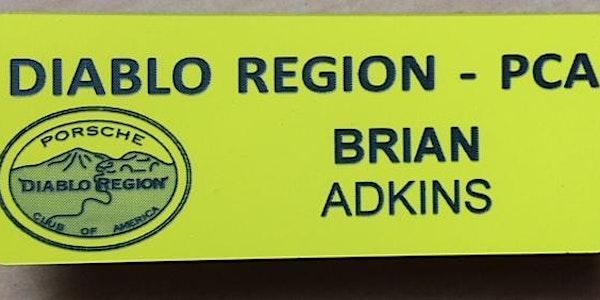 DIABLO REGION - PCA
PORSCHE
DIABLO REGION
CLUB OF AMERICA
BRIAN
ADKINS